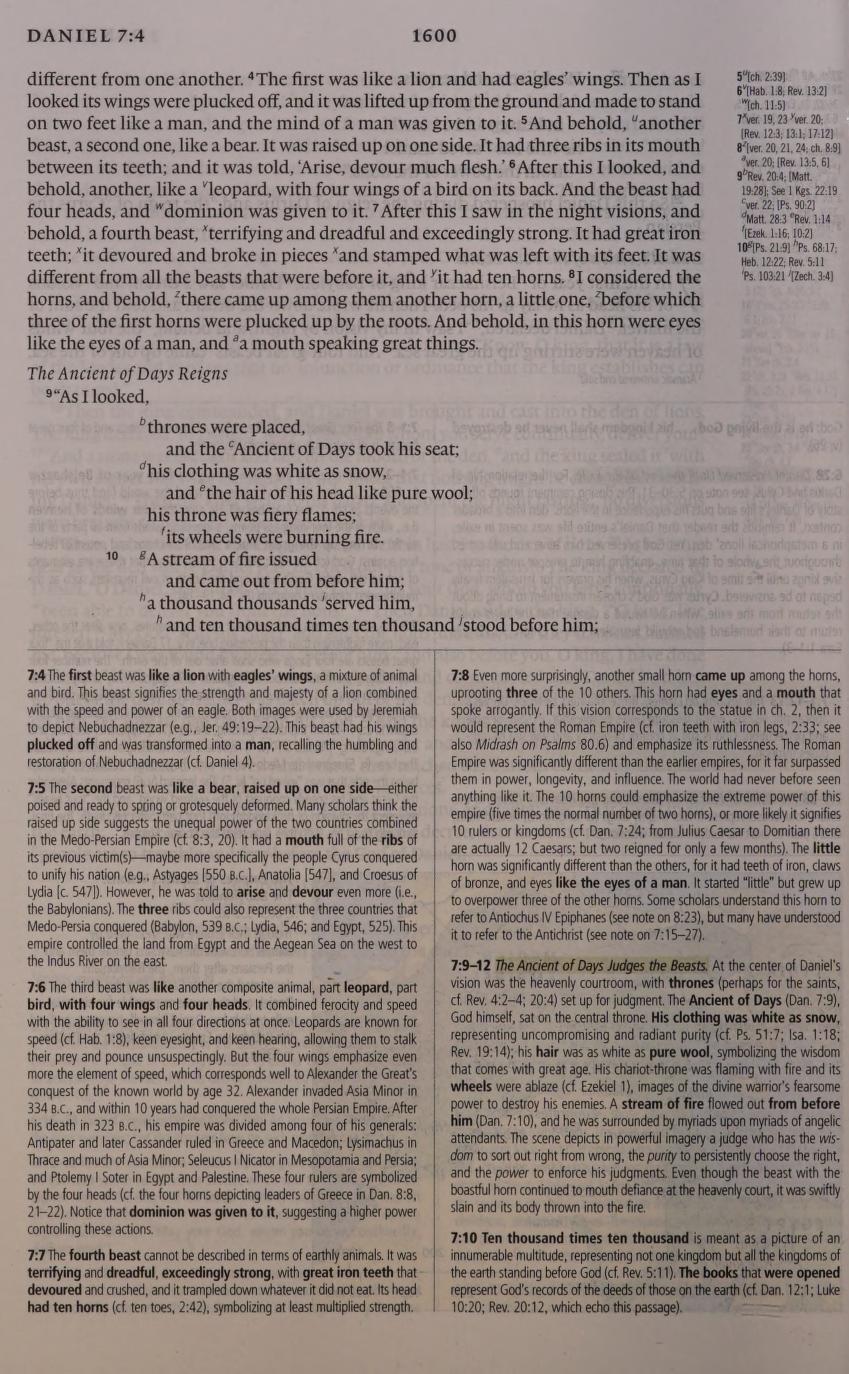 DANIEL 7:4
1600
different from one another. ⁴The first was like a lion and had eagles’ wings. Then as I
looked its wings were plucked off, and it was lifted up from the ground and made to stand
on two feet like a man, and the mind of a man was given to it. ⁵And behold, ᵘanother
beast, a second one, like a bear. It was raised up on one side. It had three ribs in its mouth
between its teeth; and it was told, ‘Arise, devour much flesh.’ ⁶After this I looked, and
behold, another, like a ᵛleopard, with four wings of a bird on its back. And the beast had
four heads, and ʷdominion was given to it. ⁷After this I saw in the night visions, and
behold, a fourth beast, ˣterrifying and dreadful and exceedingly strong. It had great iron
teeth; ˣit devoured and broke in pieces ˣand stamped what was left with its feet. It was
different from all the beasts that were before it, and ʸit had ten horns. ⁸I considered the
horns, and behold, ᶻthere came up among them another horn, a little one, ᶻbefore which
three of the first horns were plucked up by the roots. And behold, in this horn were eyes
like the eyes of a man, and ᵃa mouth speaking great things.
The Ancient of Days Reigns
⁹“As I looked,
ᵇthrones were placed,
and the ᶜAncient of Days took his seat;
ᵈhis clothing was white as snow,
and ᵉthe hair of his head like pure wool;
his throne was fiery flames;
ᶠits wheels were burning fire.
10 ᵍA stream of fire issued
and came out from before him;
ʰa thousand thousands ⁱserved him,
ʰand ten thousand times ten thousand ʲstood before him;
5ᵘ[ch. 2:39]
6ᵛ[Hab. 1:8; Rev. 13:2]
ʷ[ch. 11:5]
7ˣver. 19, 23 ʸver. 20;
[Rev. 12:3; 13:1; 17:12]
8ᶻ[ver. 20, 21, 24; ch. 8:9]
ᵃver. 20; [Rev. 13:5, 6]
9ᵇRev. 20:4; [Matt.
19:28]; See 1 Kgs. 22:19
ᶜver. 22; [Ps. 90:2]
ᵈMatt. 28:3 ᵉRev. 1:14
ᶠ[Ezek. 1:16; 10:2]
10ᵍ[Ps. 21:9] ʰPs. 68:17;
Heb. 12:22; Rev. 5:11
ⁱPs. 103:21 ʲ[Zech. 3:4]
7:4 The first beast was like a lion with eagles’ wings, a mixture of animal
and bird. This beast signifies the strength and majesty of a lion combined
with the speed and power of an eagle. Both images were used by Jeremiah
to depict Nebuchadnezzar (e.g., Jer. 49:19–22). This beast had his wings
plucked off and was transformed into a man, recalling the humbling and
restoration of Nebuchadnezzar (cf. Daniel 4).
7:5 The second beast was like a bear, raised up on one side—either
poised and ready to spring or grotesquely deformed. Many scholars think the
raised up side suggests the unequal power of the two countries combined
in the Medo-Persian Empire (cf. 8:3, 20). It had a mouth full of the ribs of
its previous victim(s)—maybe more specifically the people Cyrus conquered
to unify his nation (e.g., Astyages [550 B.C.], Anatolia [547], and Croesus of
Lydia [c. 547]). However, he was told to arise and devour even more (i.e.,
the Babylonians). The three ribs could also represent the three countries that
Medo-Persia conquered (Babylon, 539 B.C.; Lydia, 546; and Egypt, 525). This
empire controlled the land from Egypt and the Aegean Sea on the west to
the Indus River on the east.
7:6 The third beast was like another composite animal, part leopard, part
bird, with four wings and four heads. It combined ferocity and speed
with the ability to see in all four directions at once. Leopards are known for
speed (cf. Hab. 1:8), keen eyesight, and keen hearing, allowing them to stalk
their prey and pounce unsuspectingly. But the four wings emphasize even
more the element of speed, which corresponds well to Alexander the Great’s
conquest of the known world by age 32. Alexander invaded Asia Minor in
334 B.C., and within 10 years had conquered the whole Persian Empire. After
his death in 323 B.C., his empire was divided among four of his generals:
Antipater and later Cassander ruled in Greece and Macedon; Lysimachus in
Thrace and much of Asia Minor; Seleucus I Nicator in Mesopotamia and Persia;
and Ptolemy I Soter in Egypt and Palestine. These four rulers are symbolized
by the four heads (cf. the four horns depicting leaders of Greece in Dan. 8:8,
21–22). Notice that dominion was given to it, suggesting a higher power
controlling these actions.
7:7 The fourth beast cannot be described in terms of earthly animals. It was
terrifying and dreadful, exceedingly strong, with great iron teeth that
devoured and crushed, and it trampled down whatever it did not eat. Its head
had ten horns (cf. ten toes, 2:42), symbolizing at least multiplied strength.
7:8 Even more surprisingly, another small horn came up among the horns,
uprooting three of the 10 others. This horn had eyes and a mouth that
spoke arrogantly. If this vision corresponds to the statue in ch. 2, then it
would represent the Roman Empire (cf. iron teeth with iron legs, 2:33; see
also Midrash on Psalms 80.6) and emphasize its ruthlessness. The Roman
Empire was significantly different than the earlier empires, for it far surpassed
them in power, longevity, and influence. The world had never before seen
anything like it. The 10 horns could emphasize the extreme power of this
empire (five times the normal number of two horns), or more likely it signifies
10 rulers or kingdoms (cf. Dan. 7:24; from Julius Caesar to Domitian there
are actually 12 Caesars; but two reigned for only a few months). The little
horn was significantly different than the others, for it had teeth of iron, claws
of bronze, and eyes like the eyes of a man. It started “little” but grew up
to overpower three of the other horns. Some scholars understand this horn to
refer to Antiochus IV Epiphanes (see note on 8:23), but many have understood
it to refer to the Antichrist (see note on 7:15–27).
7:9–12 The Ancient of Days Judges the Beasts. At the center of Daniel’s
vision was the heavenly courtroom, with thrones (perhaps for the saints,
cf. Rev. 4:2–4; 20:4) set up for judgment. The Ancient of Days (Dan. 7:9),
God himself, sat on the central throne. His clothing was white as snow,
representing uncompromising and radiant purity (cf. Ps. 51:7; Isa. 1:18;
Rev. 19:14); his hair was as white as pure wool, symbolizing the wisdom
that comes with great age. His chariot-throne was flaming with fire and its
wheels were ablaze (cf. Ezekiel 1), images of the divine warrior’s fearsome
power to destroy his enemies. A stream of fire flowed out from before
him (Dan. 7:10), and he was surrounded by myriads upon myriads of angelic
attendants. The scene depicts in powerful imagery a judge who has the wis-
dom to sort out right from wrong, the purity to persistently choose the right,
and the power to enforce his judgments. Even though the beast with the
boastful horn continued to mouth defiance at the heavenly court, it was swiftly
slain and its body thrown into the fire.
7:10 Ten thousand times ten thousand is meant as a picture of an
innumerable multitude, representing not one kingdom but all the kingdoms of
the earth standing before God (cf. Rev. 5:11). The books that were opened
represent God’s records of the deeds of those on the earth (cf. Dan. 12:1; Luke
10:20; Rev. 20:12, which echo this passage).